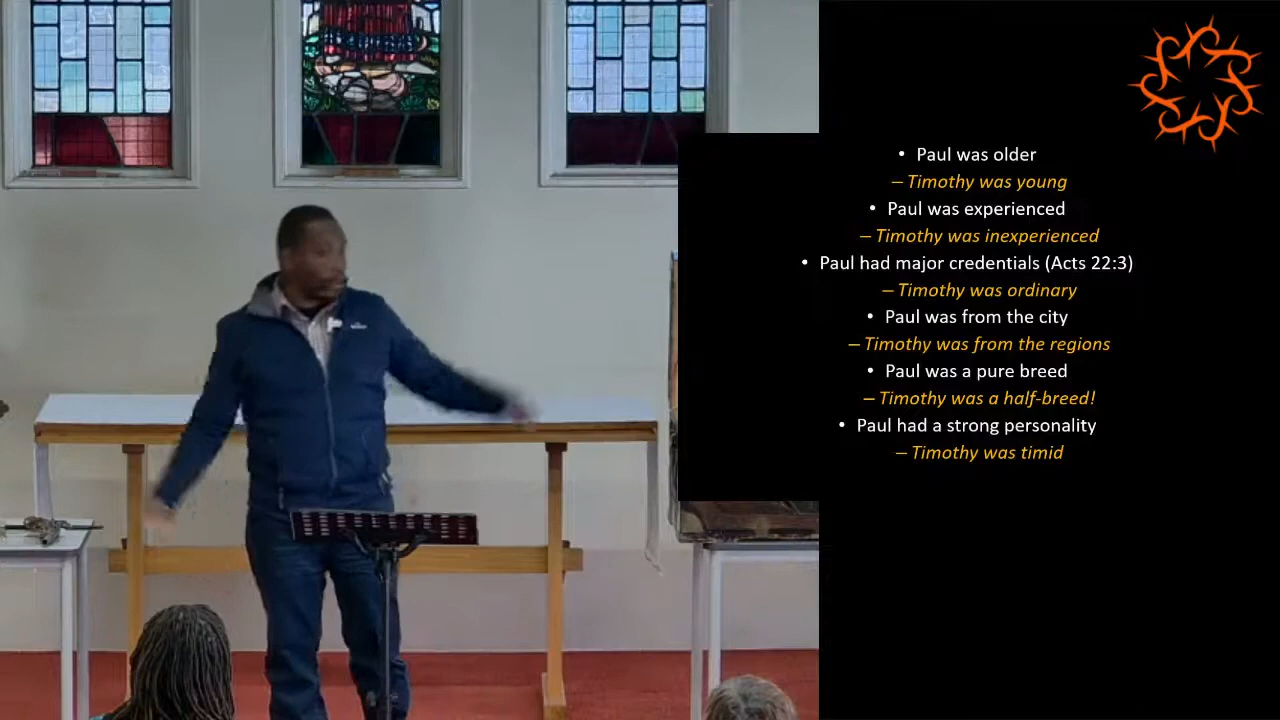 • Paul was older
– Timothy was young
• Paul was experienced
– Timothy was inexperienced
• Paul had major credentials (Acts 22:3)
– Timothy was ordinary
• Paul was from the city
– Timothy was from the regions
• Paul was a pure breed
– Timothy was a half-breed!
• Paul had a strong personality
– Timothy was timid